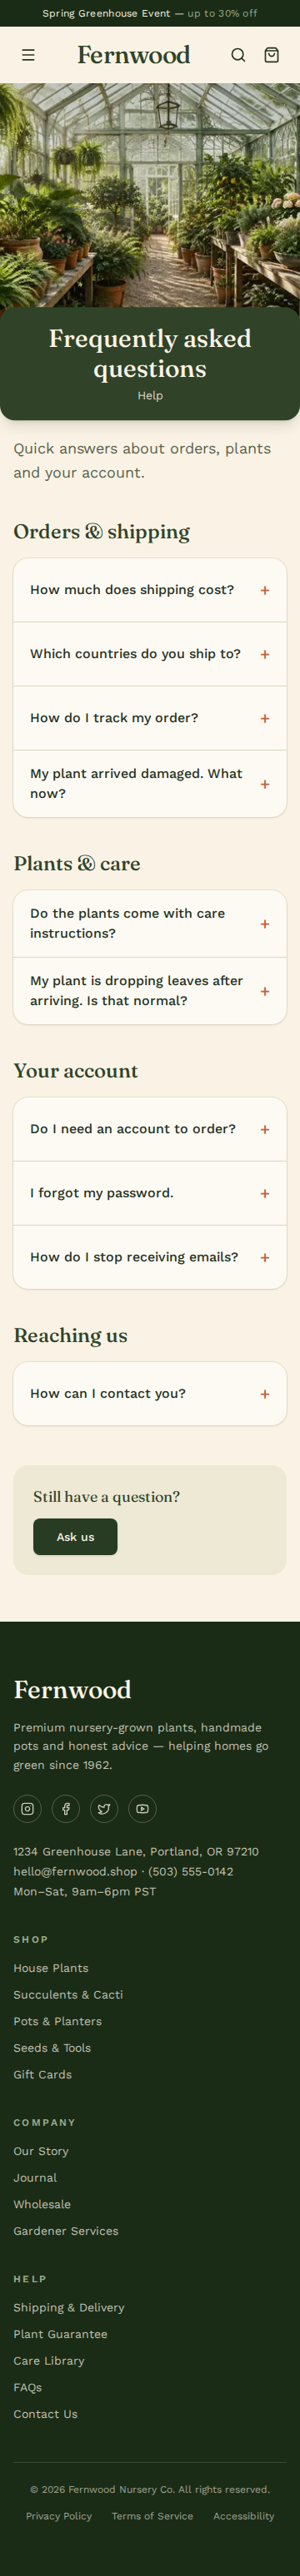 Spring Greenhouse Event — up to 30% off
Fernwood
Frequently asked
questions
Help
Quick answers about orders, plants
and your account.
Orders & shipping
How much does shipping cost? +
Which countries do you ship to? +
How do I track my order? +
My plant arrived damaged. What
now? +
Plants & care
Do the plants come with care
instructions? +
My plant is dropping leaves after
arriving. Is that normal? +
Your account
Do I need an account to order? +
I forgot my password. +
How do I stop receiving emails? +
Reaching us
How can I contact you? +
Still have a question?
Ask us
Fernwood
Premium nursery-grown plants, handmade
pots and honest advice — helping homes go
green since 1962.
1234 Greenhouse Lane, Portland, OR 97210
hello@fernwood.shop · (503) 555-0142
Mon–Sat, 9am–6pm PST
SHOP
House Plants
Succulents & Cacti
Pots & Planters
Seeds & Tools
Gift Cards
COMPANY
Our Story
Journal
Wholesale
Gardener Services
HELP
Shipping & Delivery
Plant Guarantee
Care Library
FAQs
Contact Us
© 2026 Fernwood Nursery Co. All rights reserved.
Privacy Policy Terms of Service Accessibility